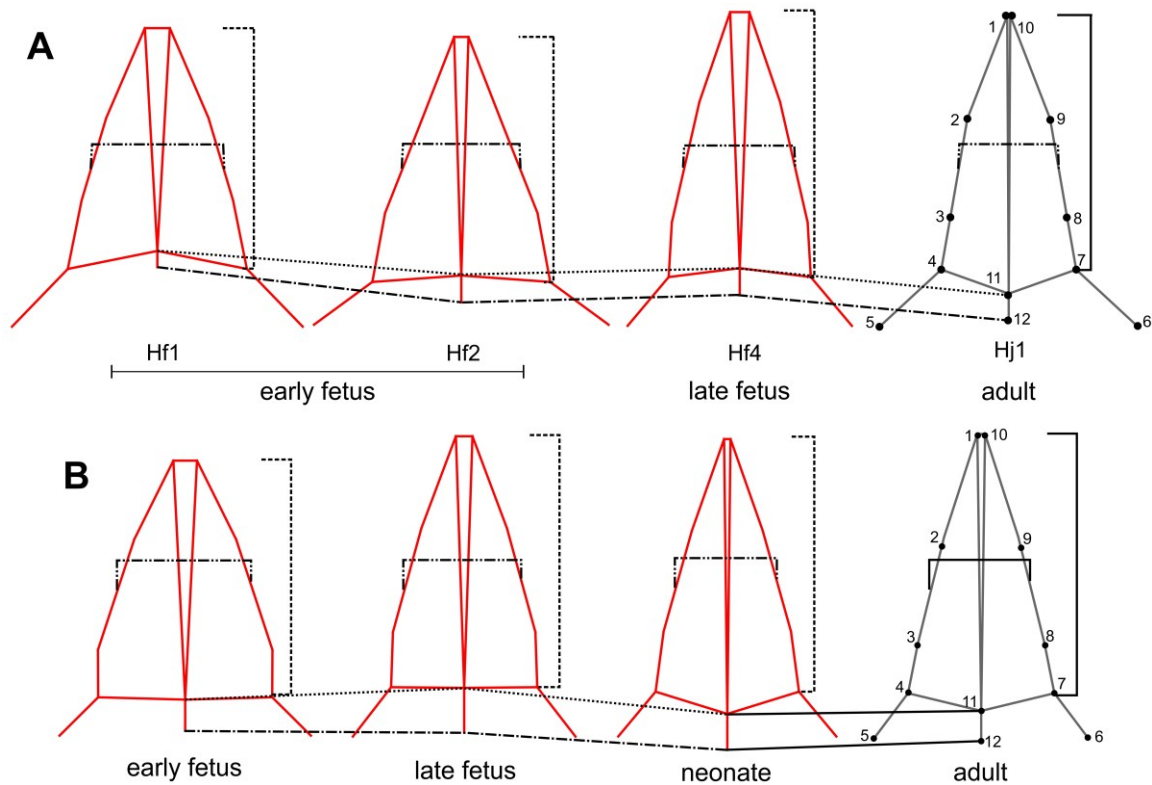 A
1 10
2 9
3 8
4 11 7
5 12 6
Hf1 Hf2 Hf4 Hj1
early fetus late fetus adult
B
1 10
2 9
3 8
4 11 7
5 12 6
early fetus late fetus neonate adult